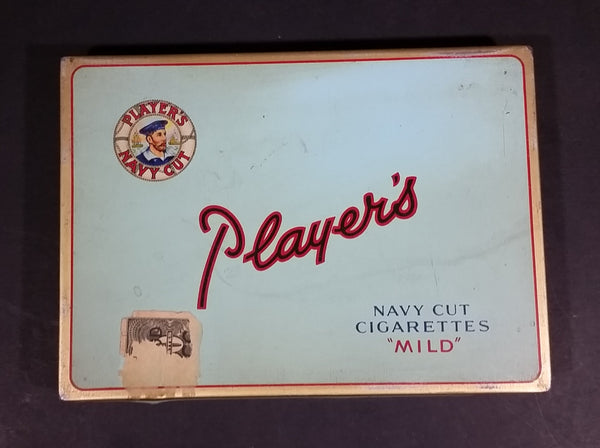 PLAYER'S
NAVY CUT
Player's
NAVY CUT
CIGARETTES
"MILD"